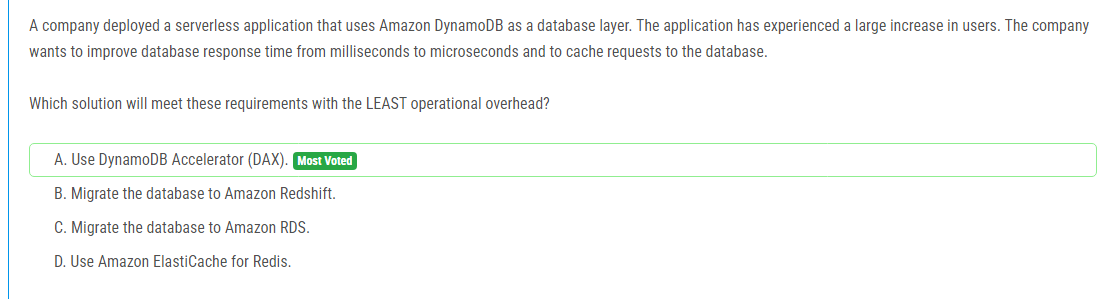 A company deployed a serverless application that uses Amazon DynamoDB as a database layer. The application has experienced a large increase in users. The company
wants to improve database response time from milliseconds to microseconds and to cache requests to the database.
Which solution will meet these requirements with the LEAST operational overhead?
A. Use DynamoDB Accelerator (DAX). Most Voted
B. Migrate the database to Amazon Redshift.
C. Migrate the database to Amazon RDS.
D. Use Amazon ElastiCache for Redis.